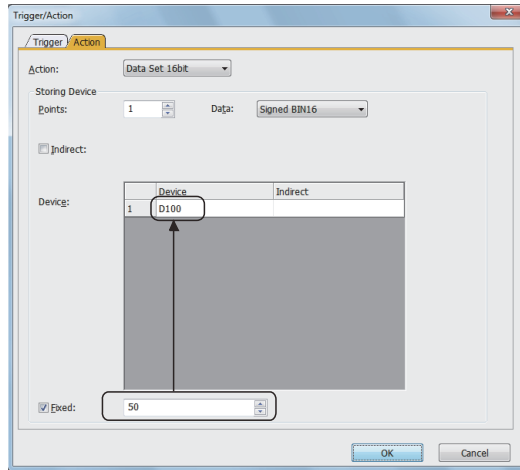 Trigger/Action
Trigger Action
Action: Data Set 16bit
Storing Device
Points: 1 Data: Signed BIN16
Indirect:
Device Indirect
Device: 1 D100
Fixed: 50
OK Cancel